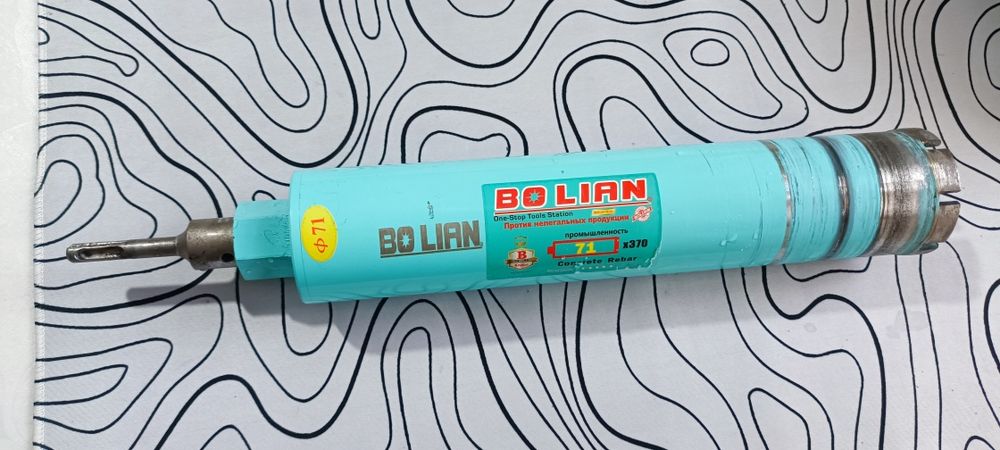 Φ71
BO LIAN
BO LIAN
One-Stop Tools Station
Против нелегальных продукции
промышленность
71 x370
B
Concrete Rebar